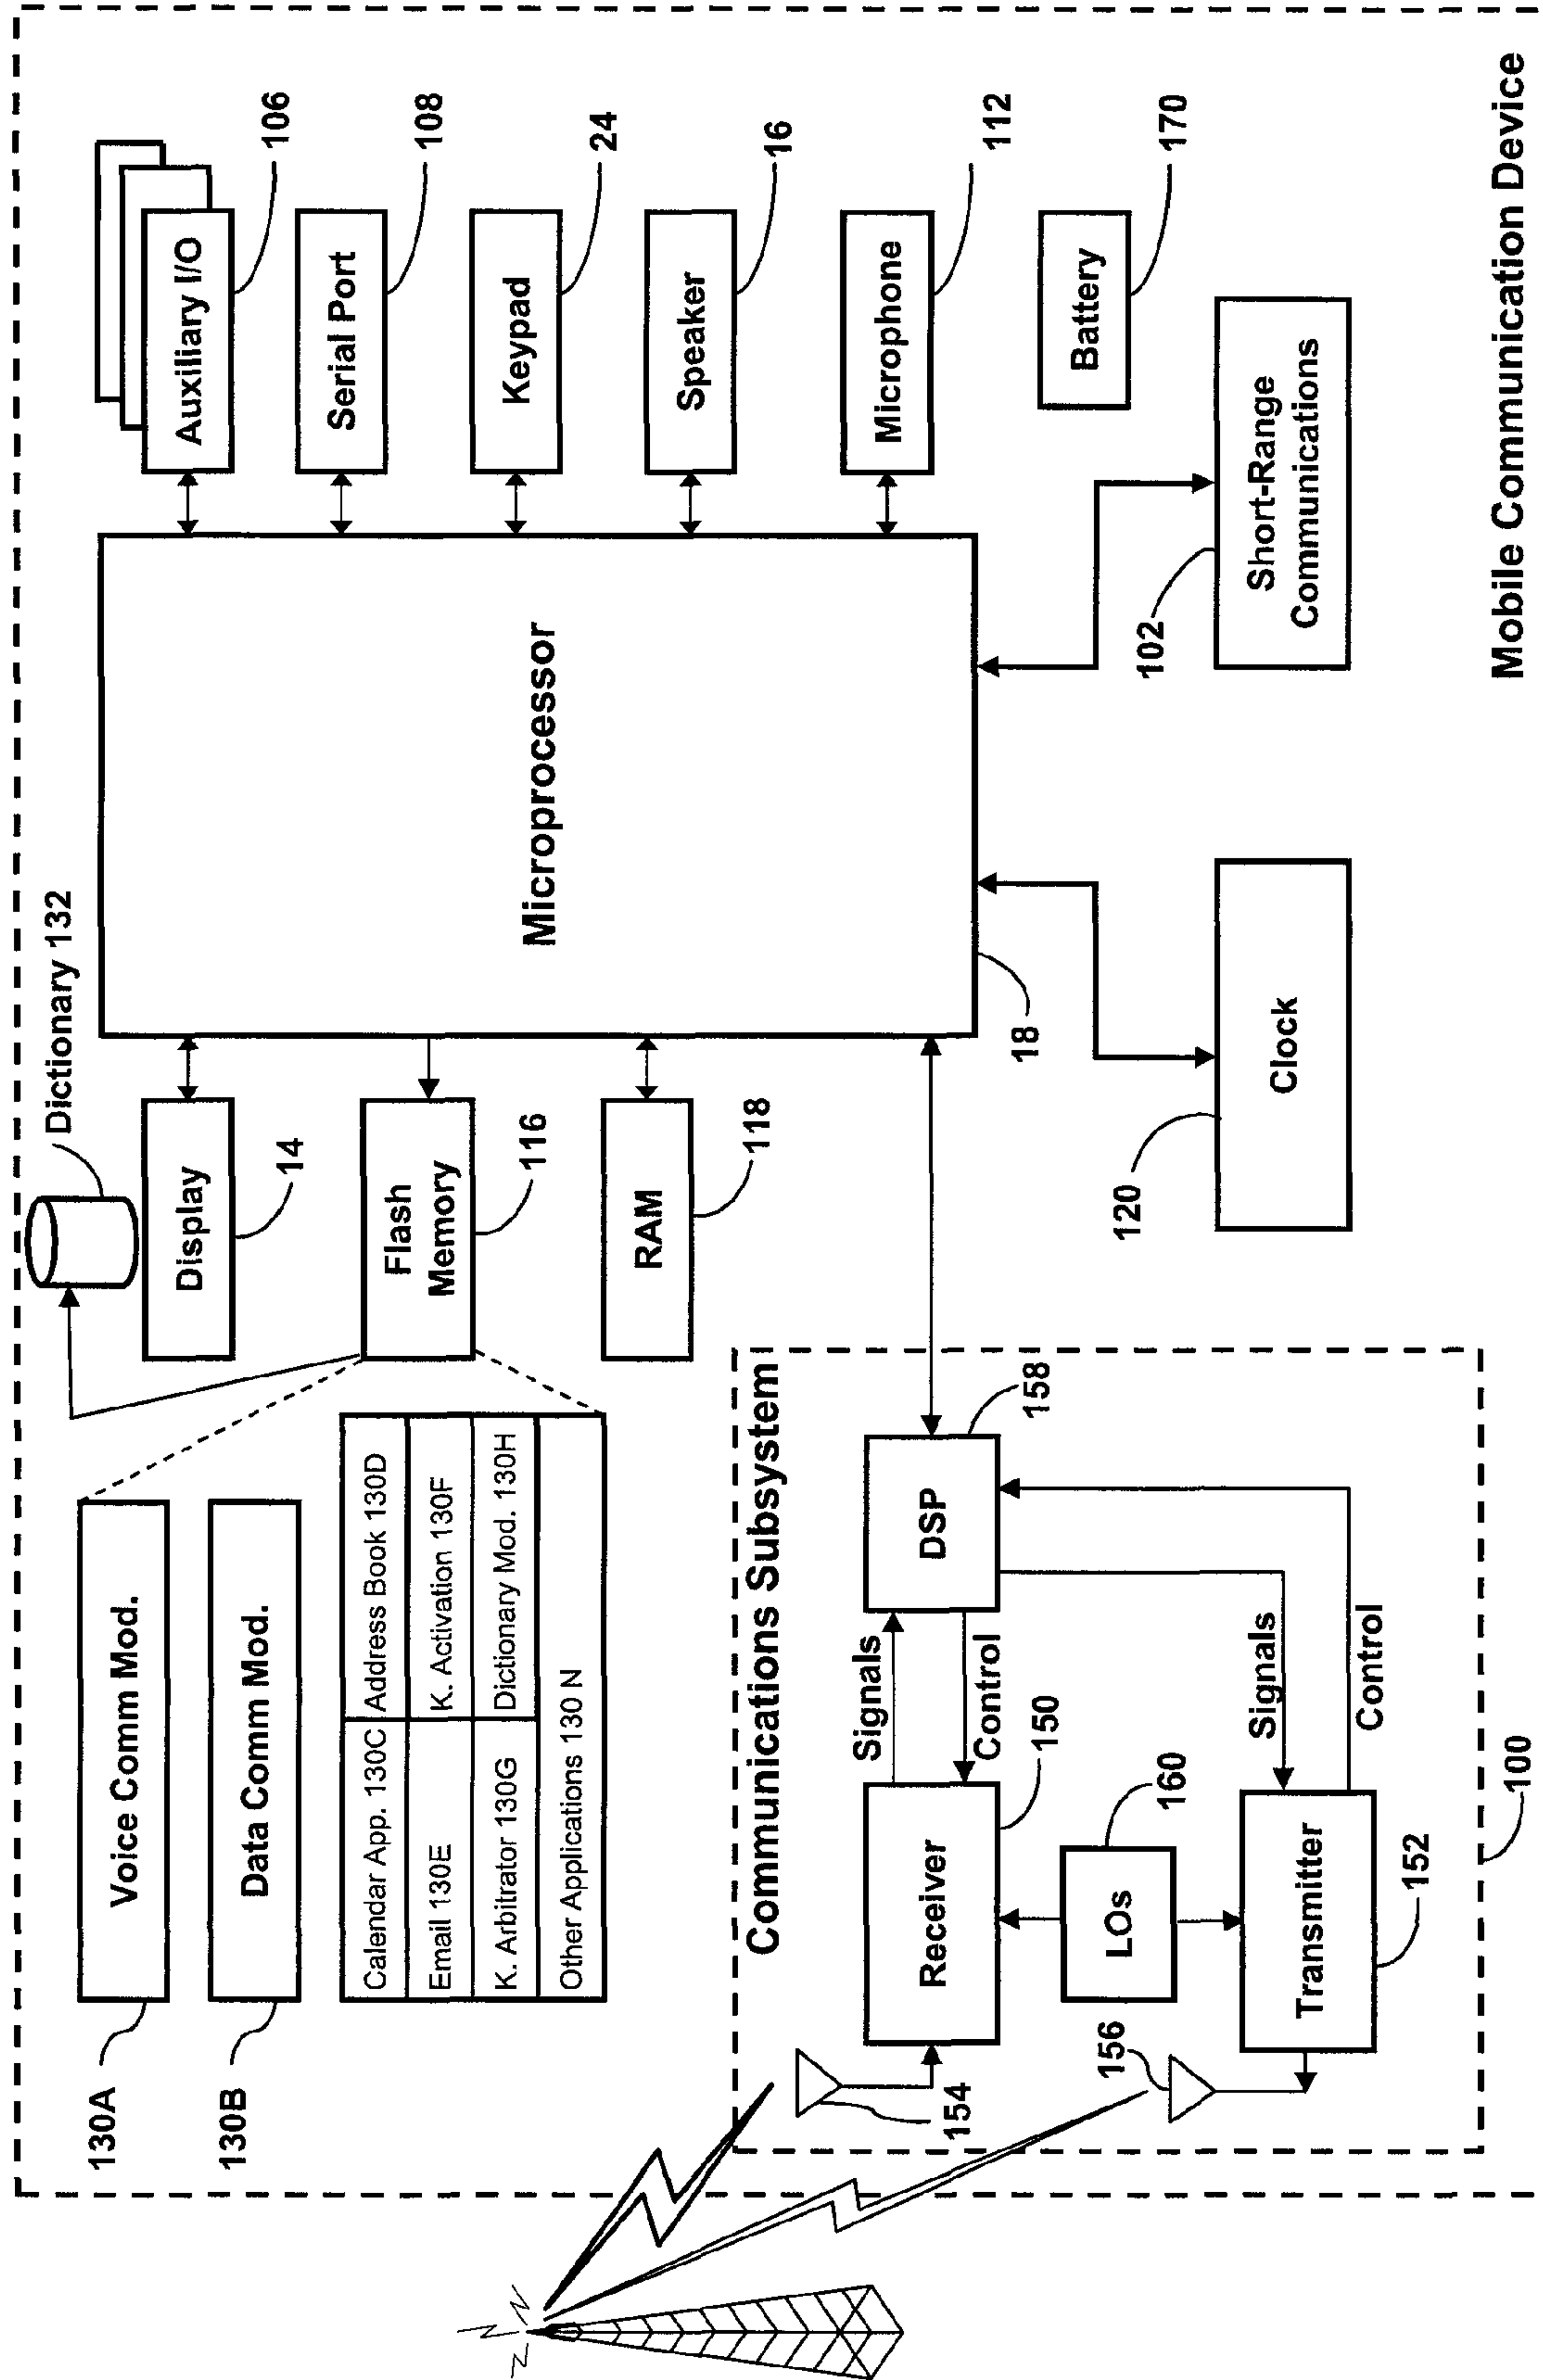 Dictionary 132
130A
Voice Comm Mod.
130B
Data Comm Mod.
Calendar App. 130C
Address Book 130D
Email 130E
K. Activation 130F
K. Arbitrator 130G
Dictionary Mod. 130H
Other Applications 130 N
Display
14
Flash
Memory
116
RAM
118
Microprocessor
18
Auxiliary I/O
106
Serial Port
108
Keypad
24
Speaker
16
Microphone
112
Battery
170
Communications Subsystem
154
Receiver
150
Signals
Control
DSP
158
LOs
160
156
Transmitter
152
Signals
Control
100
120
Clock
102
Short-Range
Communications
Mobile Communication Device